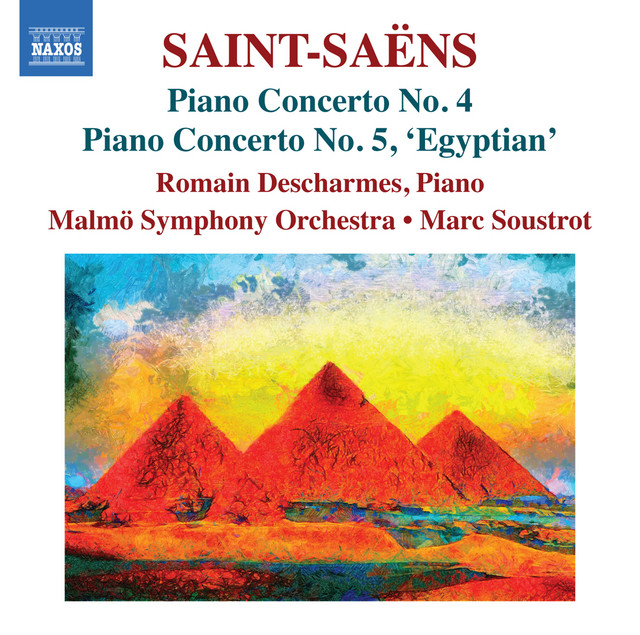 NAXOS
SAINT-SAËNS
Piano Concerto No. 4
Piano Concerto No. 5, ‘Egyptian’
Romain Descharmes, Piano
Malmö Symphony Orchestra • Marc Soustrot